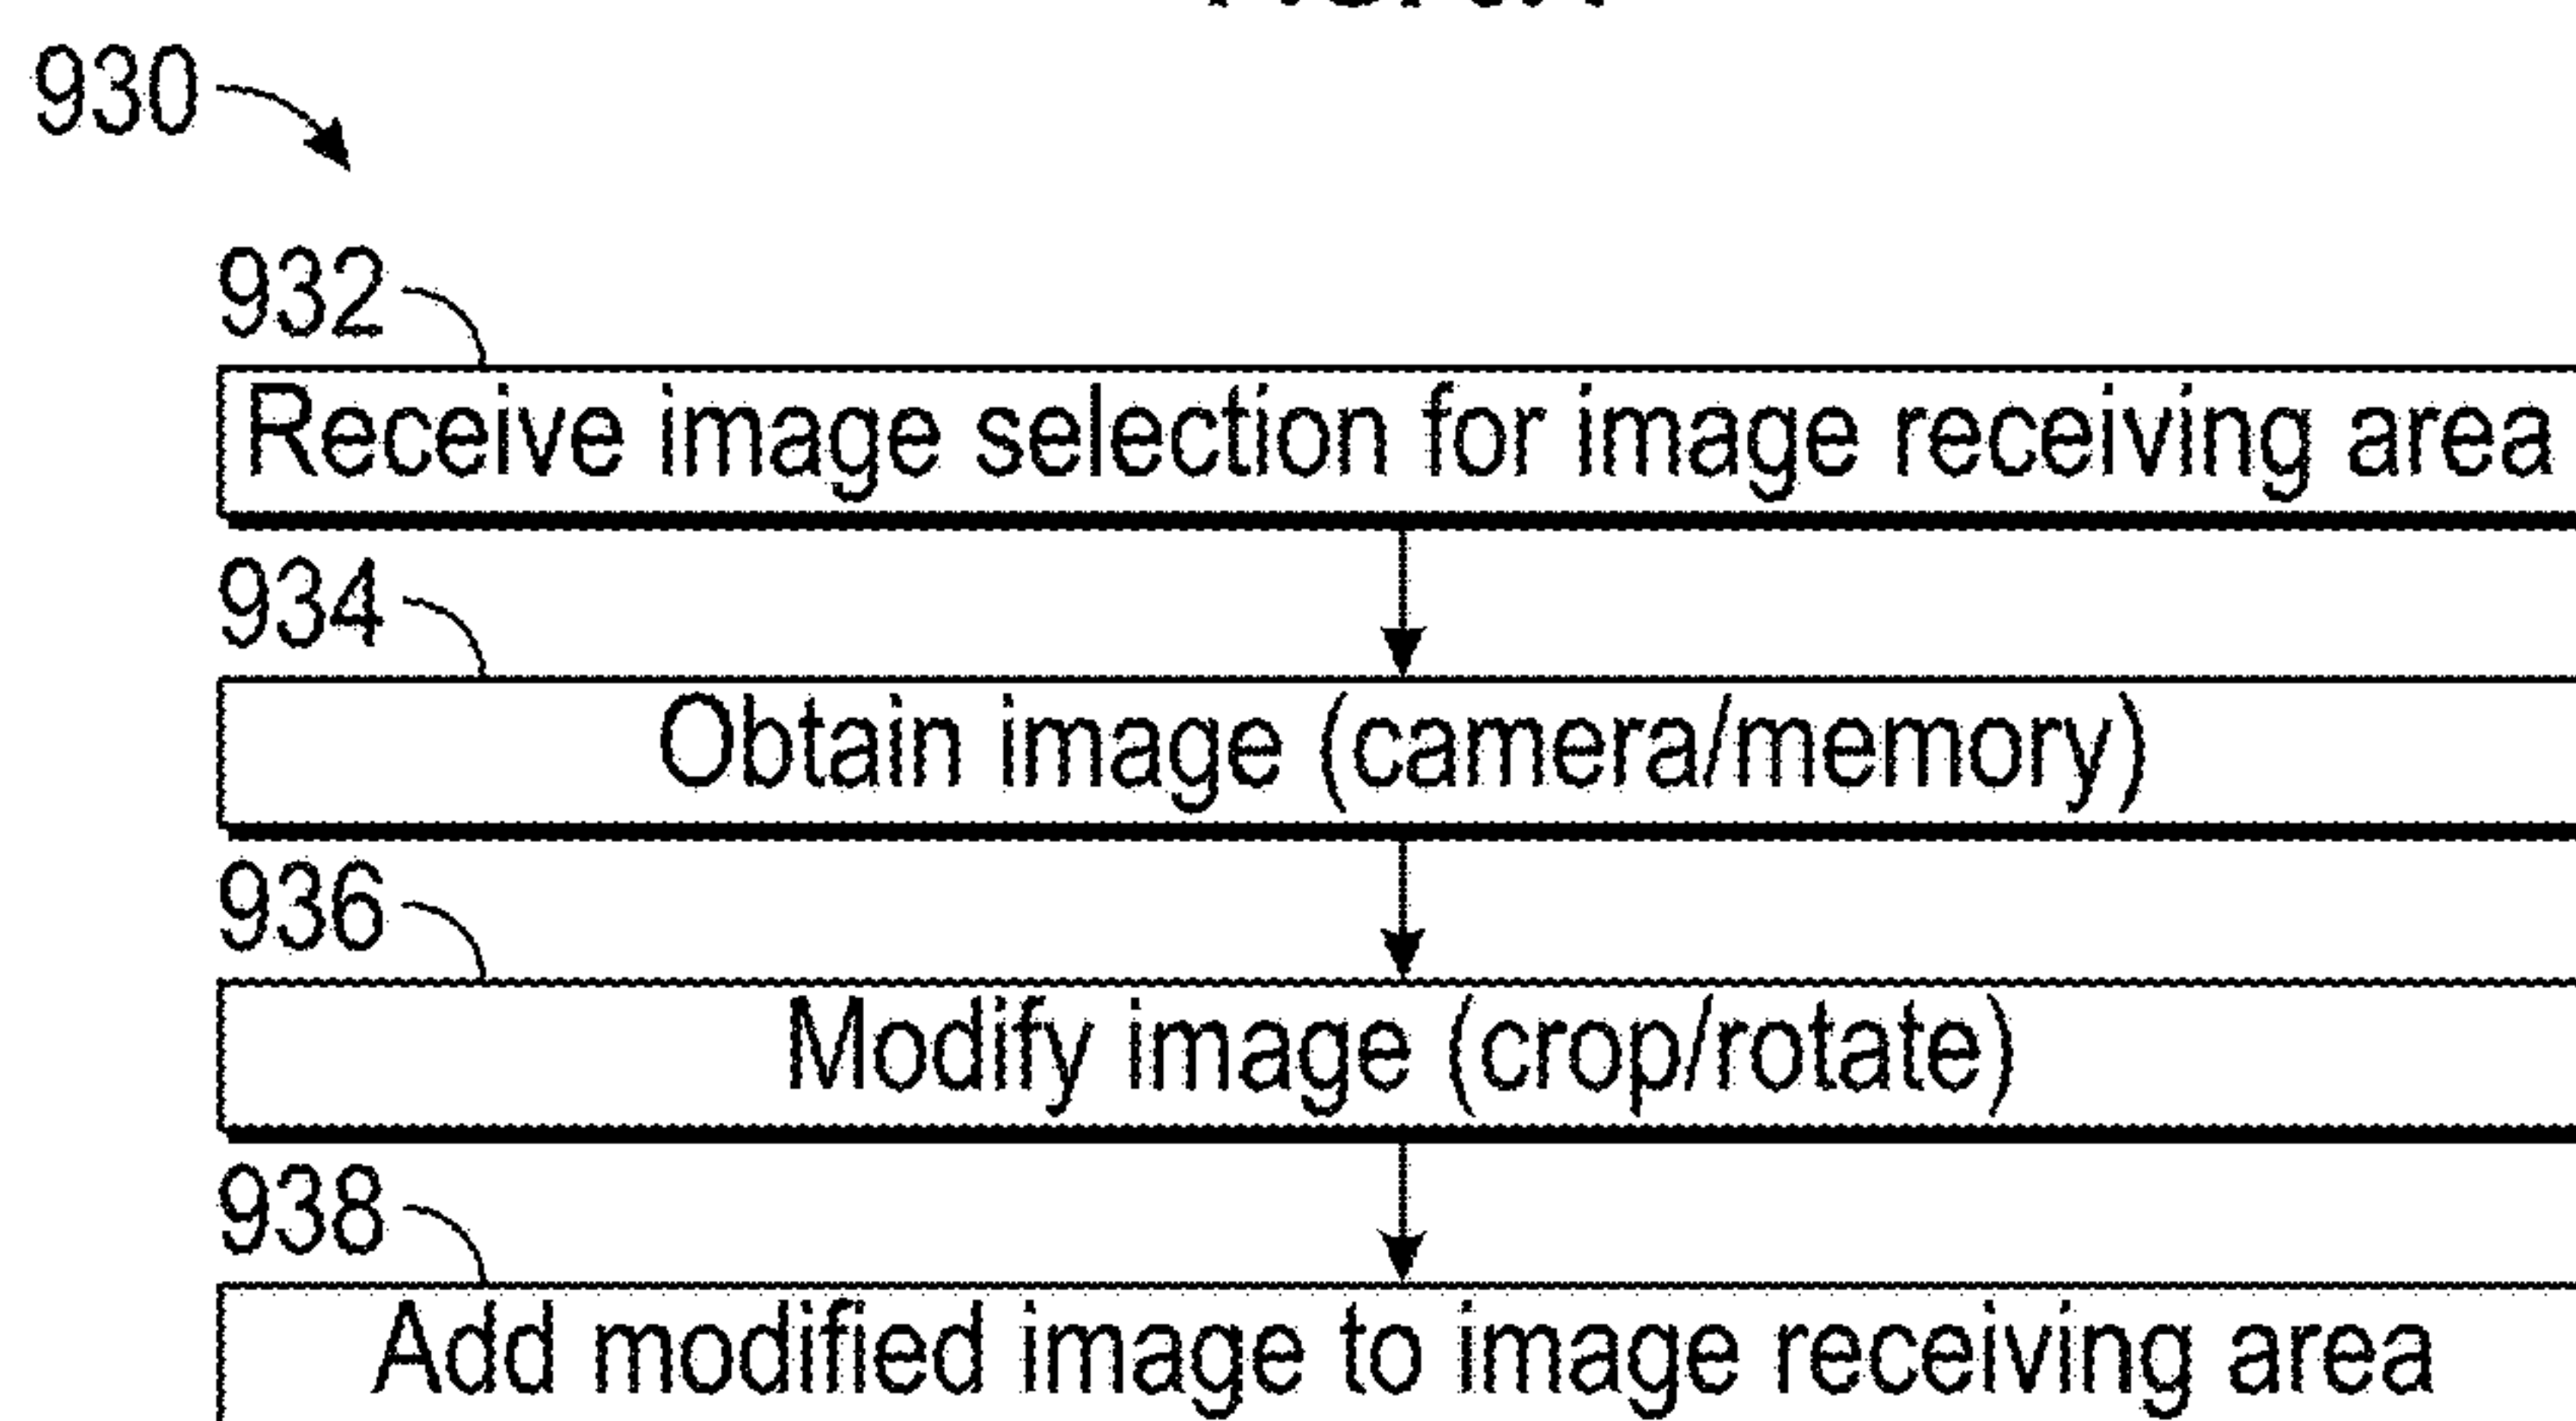 930
932
Receive image selection for image receiving area
934
Obtain image (camera/memory)
936
Modify image (crop/rotate)
938
Add modified image to image receiving area